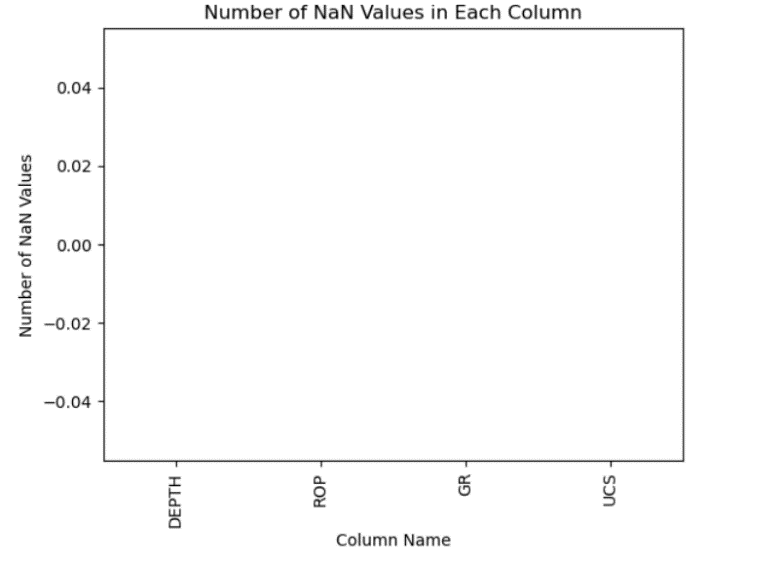 Number of NaN Values in Each Column
Number of NaN Values
0.04
0.02
0.00
−0.02
−0.04
DEPTH
ROP
GR
UCS
Column Name